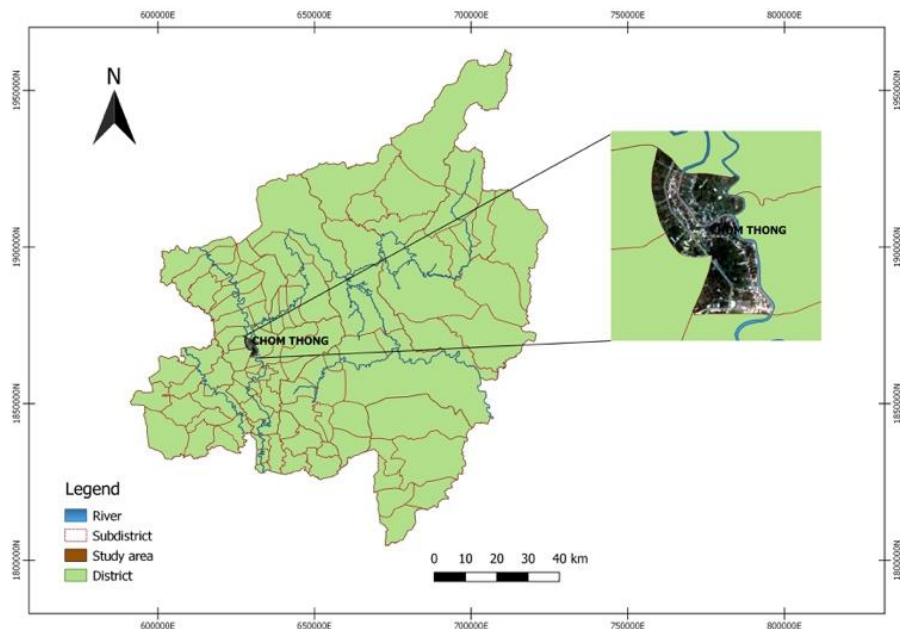 600000E 650000E 700000E 750000E 800000E
1950000N 1950000N
N
CHOM THONG
1900000N 1900000N
CHOM THONG
1850000N 1850000N
Legend
River
Subdistrict
Study area
District
0 10 20 30 40 km
1800000N 1800000N
600000E 650000E 700000E 750000E 800000E